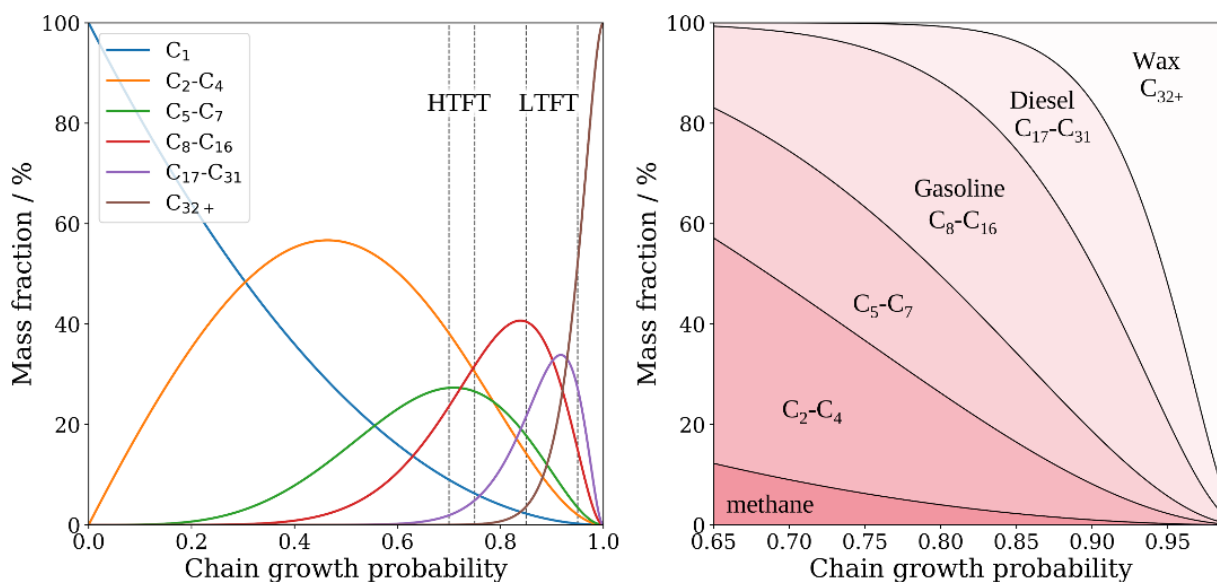 Mass fraction / %
100
80
60
40
20
0
C₁
C₂-C₄
C₅-C₇
C₈-C₁₆
C₁₇-C₃₁
C₃₂₊
HTFT
LTFT
0.0 0.2 0.4 0.6 0.8 1.0
Chain growth probability
Mass fraction / %
100
80
60
40
20
0
Wax
C₃₂₊
Diesel
C₁₇-C₃₁
Gasoline
C₈-C₁₆
C₅-C₇
C₂-C₄
methane
0.65 0.70 0.75 0.80 0.85 0.90 0.95
Chain growth probability